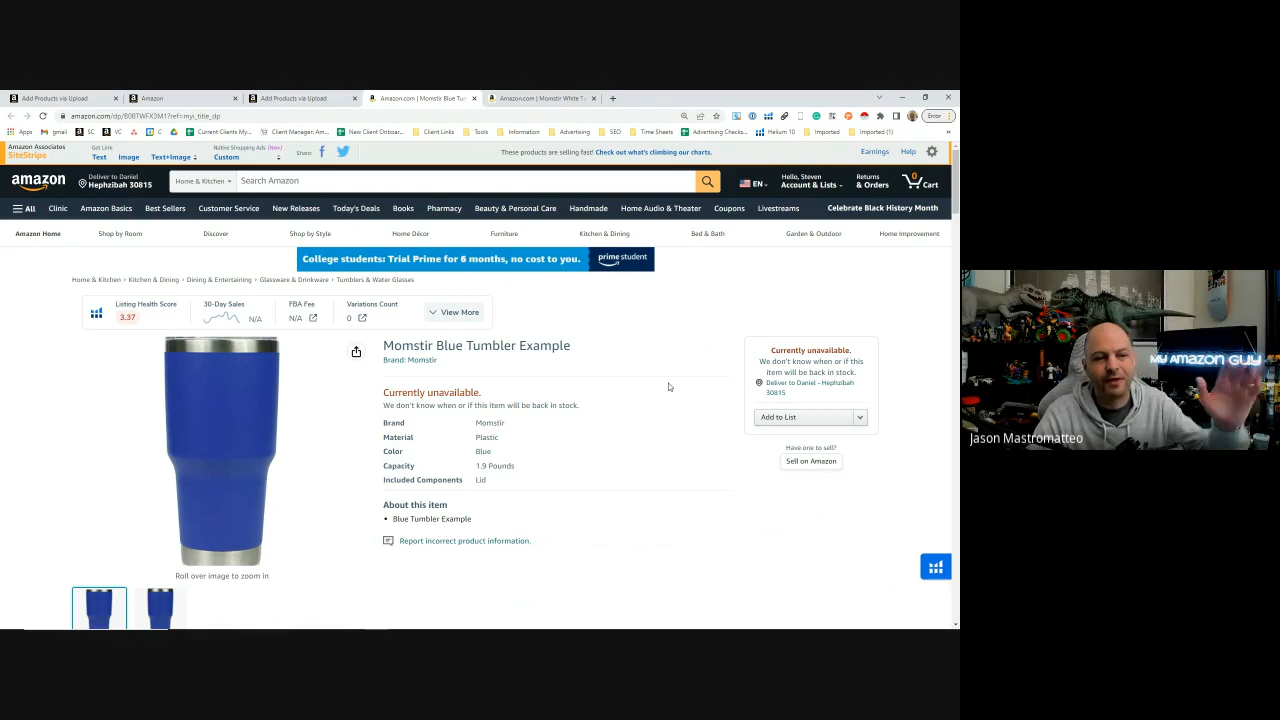 Add Products via Upload
Amazon
Add Products via Upload
Amazon.com | Momstir Blue Tum
Amazon.com | Momstir White Tu
Error
Apps
gmail
SC
VC
C
Current Clients My...
Client Manager: Am...
New Client Onboar...
Client Links
Tools
Information
Advertising
SEO
Time Sheets
Advertising Checks...
Helium 10
Imported
Imported (1)
Amazon Associates
SiteStripe
Get Link
Text
Image
Text+Image
Native Shopping Ads (New)
Custom
Share:
These products are selling fast! Check out what's climbing our charts.
Earnings
Help
amazon
Deliver to Daniel
Hephzibah 30815
Home & Kitchen
Search Amazon
EN
Hello, Steven
Account & Lists
Returns
& Orders
0
Cart
All
Clinic
Amazon Basics
Best Sellers
Customer Service
New Releases
Today's Deals
Books
Pharmacy
Beauty & Personal Care
Handmade
Home Audio & Theater
Coupons
Livestreams
Celebrate Black History Month
Amazon Home
Shop by Room
Discover
Shop by Style
Home Décor
Furniture
Kitchen & Dining
Bed & Bath
Garden & Outdoor
Home Improvement
College students: Trial Prime for 6 months, no cost to you.
prime student
Home & Kitchen › Kitchen & Dining › Dining & Entertaining › Glassware & Drinkware › Tumblers & Water Glasses
Listing Health Score
3.37
30-Day Sales
N/A
FBA Fee
N/A
Variations Count
0
View More
Momstir Blue Tumbler Example
Brand: Momstir
Currently unavailable.
We don't know when or if this item will be back in stock.
Brand Momstir
Material Plastic
Color Blue
Capacity 1.9 Pounds
Included Components Lid
About this item
• Blue Tumbler Example
Report incorrect product information.
Roll over image to zoom in
Currently unavailable.
We don't know when or if this
item will be back in stock.
Deliver to Daniel - Hephzibah
30815
Add to List
Have one to sell?
Sell on Amazon
MY AMAZON GUY
Jason Mastromatteo